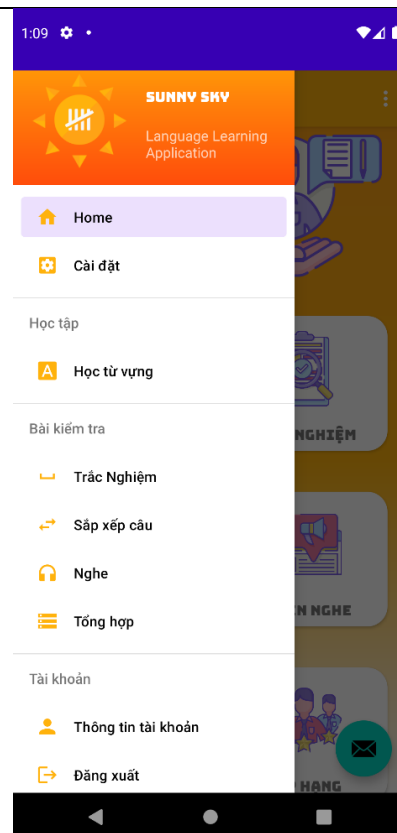 1:09
SUNNY SKY
Language Learning
Application
Home
Cài đặt
Học tập
A
Học từ vựng
Bài kiểm tra
NGHIỆM
Trắc Nghiệm
Sắp xếp câu
Nghe
N NGHE
Tổng hợp
Tài khoản
Thông tin tài khoản
Đăng xuất
HẠNG